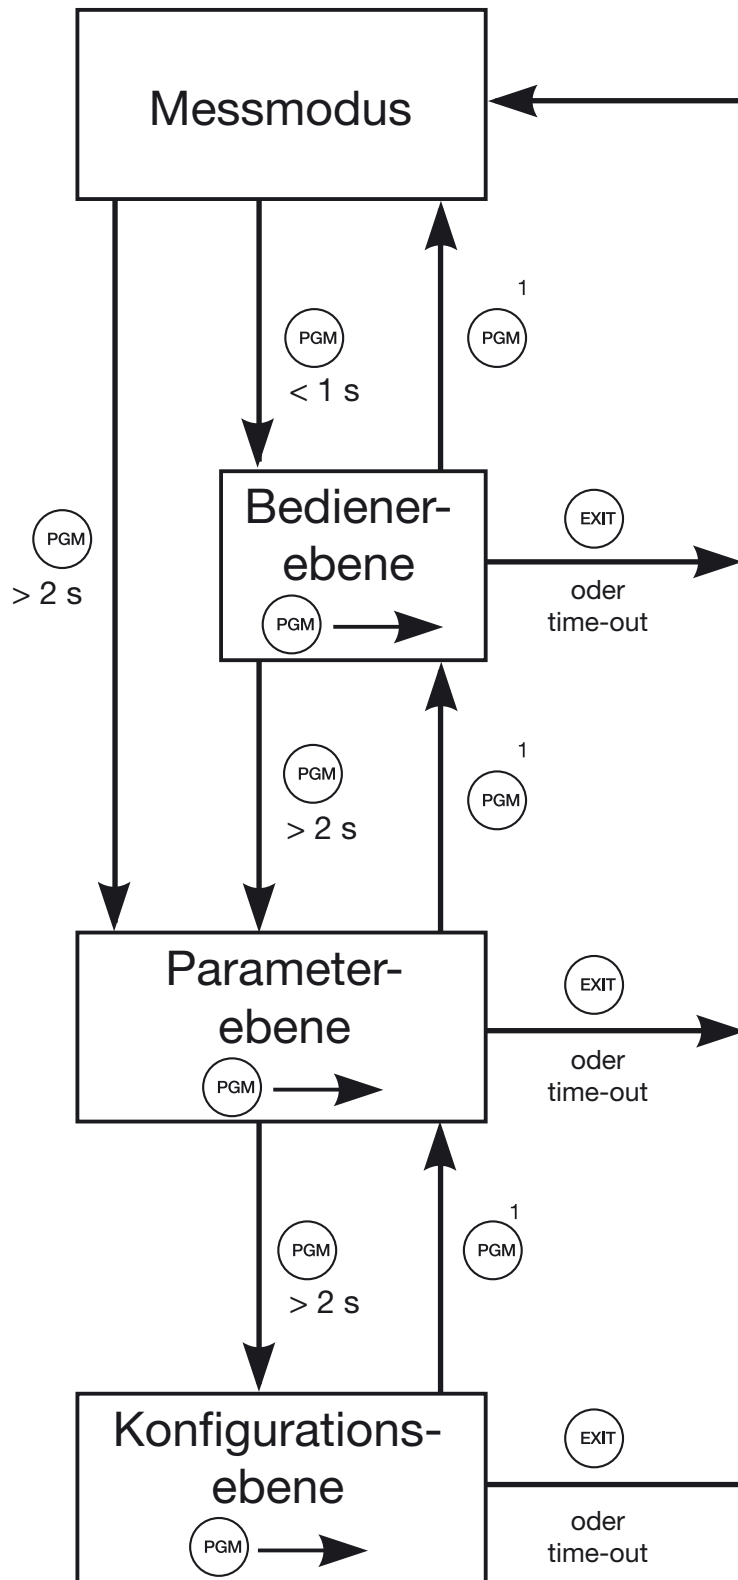 Messmodus
1
PGM
PGM
< 1 s
Bediener-
ebene
PGM
EXIT
oder
time-out
PGM
> 2 s
1
PGM
PGM
> 2 s
Parameter-
ebene
PGM
EXIT
oder
time-out
1
PGM
PGM
> 2 s
Konfigurations-
ebene
PGM
EXIT
oder
time-out